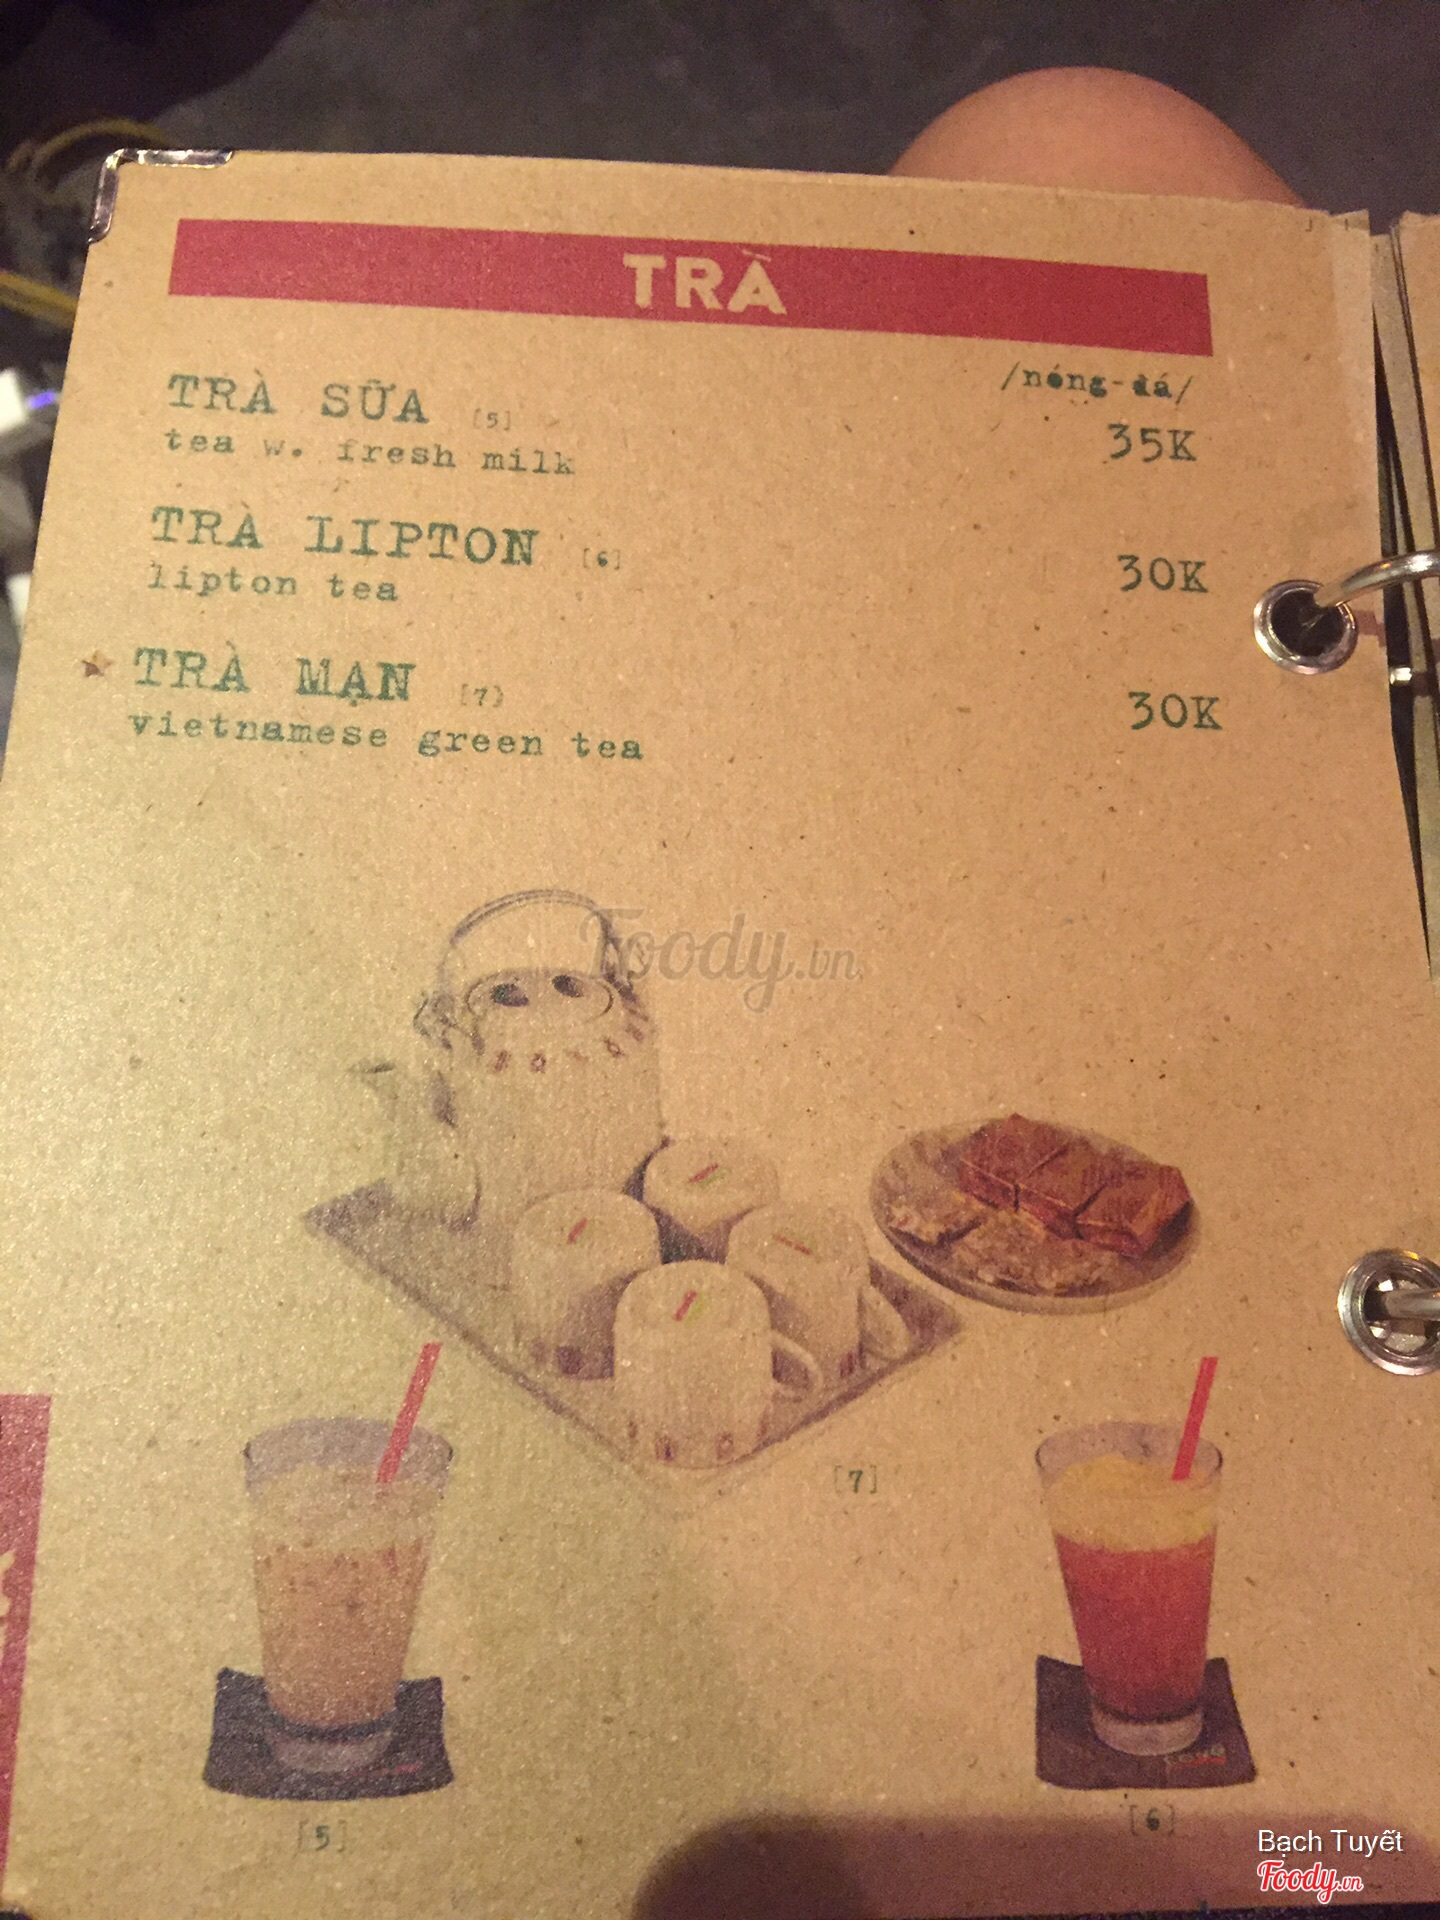 TRÀ
/nóng-đá/
TRÀ SỮA [5] 35K
tea w. fresh milk
TRÀ LIPTON [6] 30K
lipton tea
TRÀ MẠN [7] 30K
vietnamese green tea
Foody.vn
[7]
[5]
[6]
Bạch Tuyết
Foody.vn